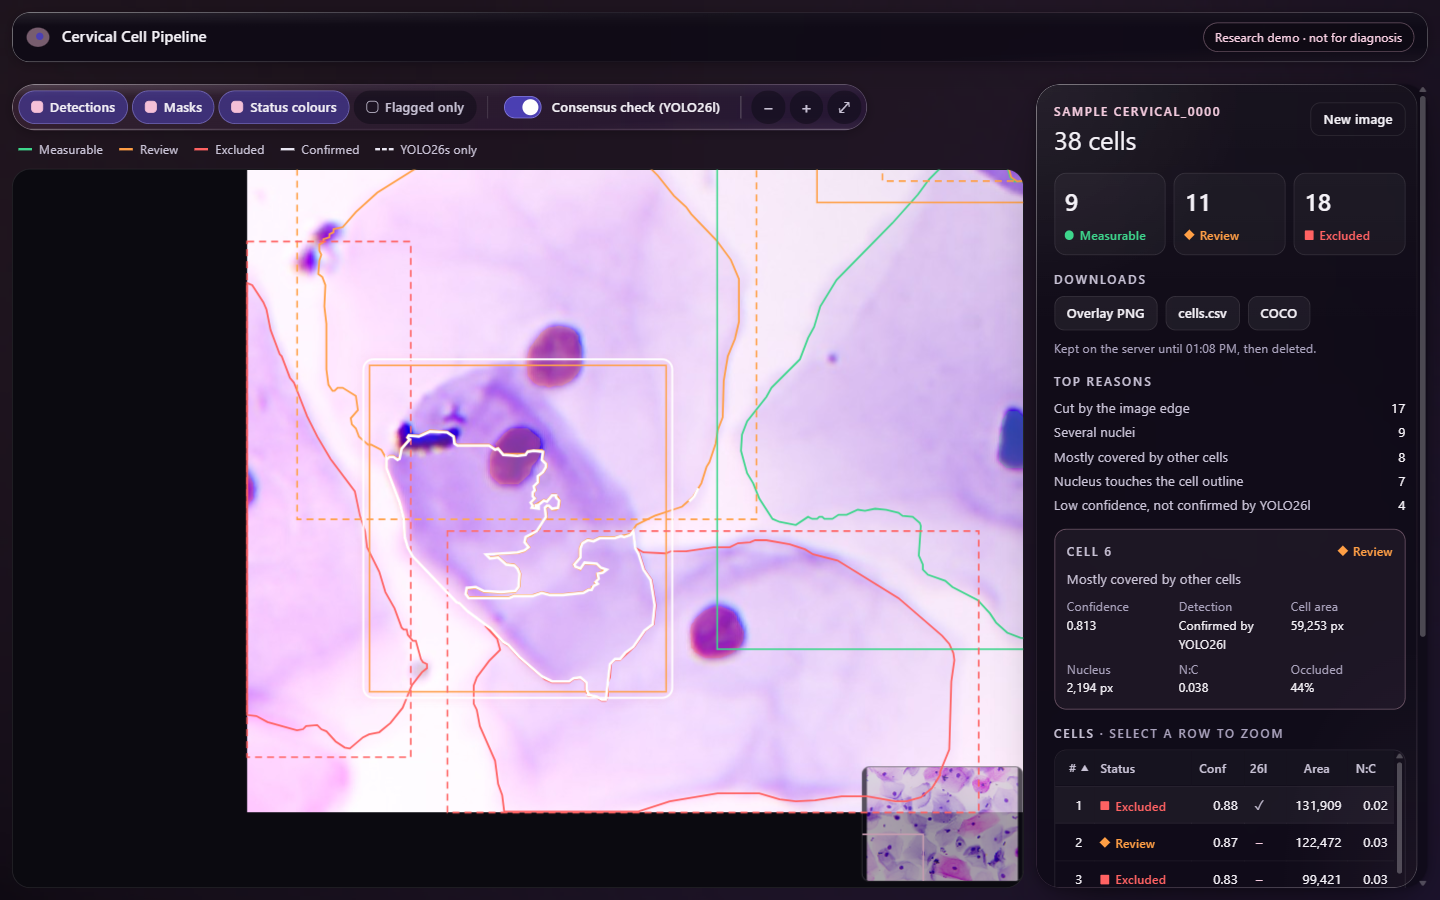 Cervical Cell Pipeline
Research demo · not for diagnosis
Detections
Masks
Status colours
Flagged only
Consensus check (YOLO26l)
Measurable
Review
Excluded
Confirmed
YOLO26s only
SAMPLE CERVICAL_0000
38 cells
New image
9
Measurable
11
Review
18
Excluded
DOWNLOADS
Overlay PNG
cells.csv
COCO
Kept on the server until 01:08 PM, then deleted.
TOP REASONS
Cut by the image edge 17
Several nuclei 9
Mostly covered by other cells 8
Nucleus touches the cell outline 7
Low confidence, not confirmed by YOLO26l 4
CELL 6 Review
Mostly covered by other cells
Confidence Detection Cell area
0.813 Confirmed by YOLO26l 59,253 px
Nucleus N:C Occluded
2,194 px 0.038 44%
CELLS · SELECT A ROW TO ZOOM
# Status Conf 26l Area N:C
1 Excluded 0.88 ✓ 131,909 0.02
2 Review 0.87 – 122,472 0.03
3 Excluded 0.83 – 99,421 0.03